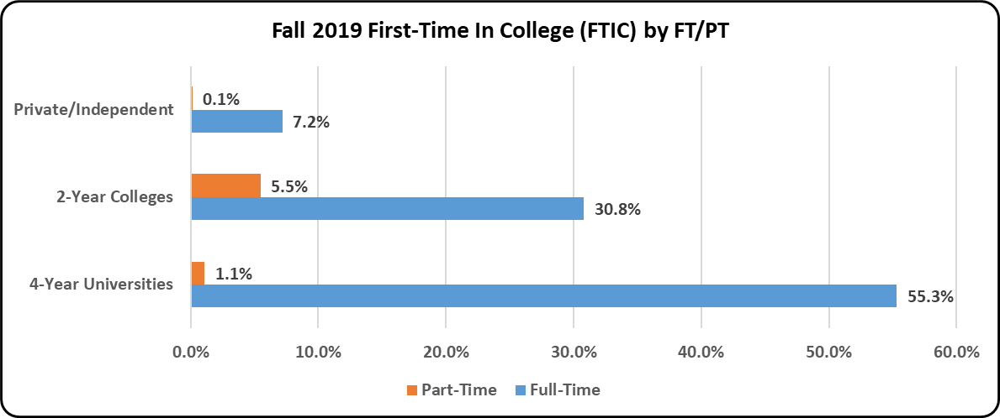 Fall 2019 First-Time In College (FTIC) by FT/PT
Private/Independent
0.1%
7.2%
2-Year Colleges
5.5%
30.8%
4-Year Universities
1.1%
55.3%
0.0% 10.0% 20.0% 30.0% 40.0% 50.0% 60.0%
Part-Time Full-Time